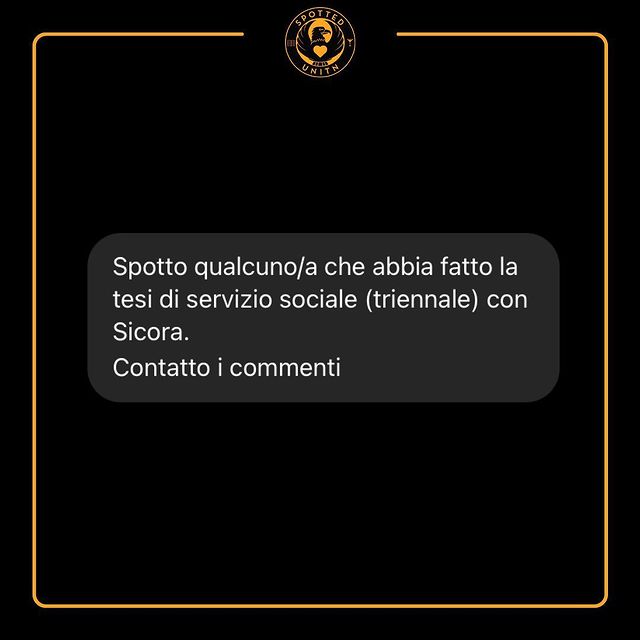 SPOTTED
UNITN
Spotto qualcuno/a che abbia fatto la
tesi di servizio sociale (triennale) con
Sicora.
Contatto i commenti